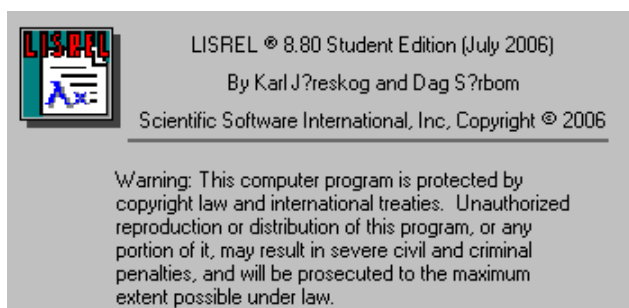 LISREL
LISREL ® 8.80 Student Edition (July 2006)
By Karl J?reskog and Dag S?rbom
Scientific Software International, Inc, Copyright © 2006
Warning: This computer program is protected by
copyright law and international treaties.  Unauthorized
reproduction or distribution of this program, or any
portion of it, may result in severe civil and criminal
penalties, and will be prosecuted to the maximum
extent possible under law.